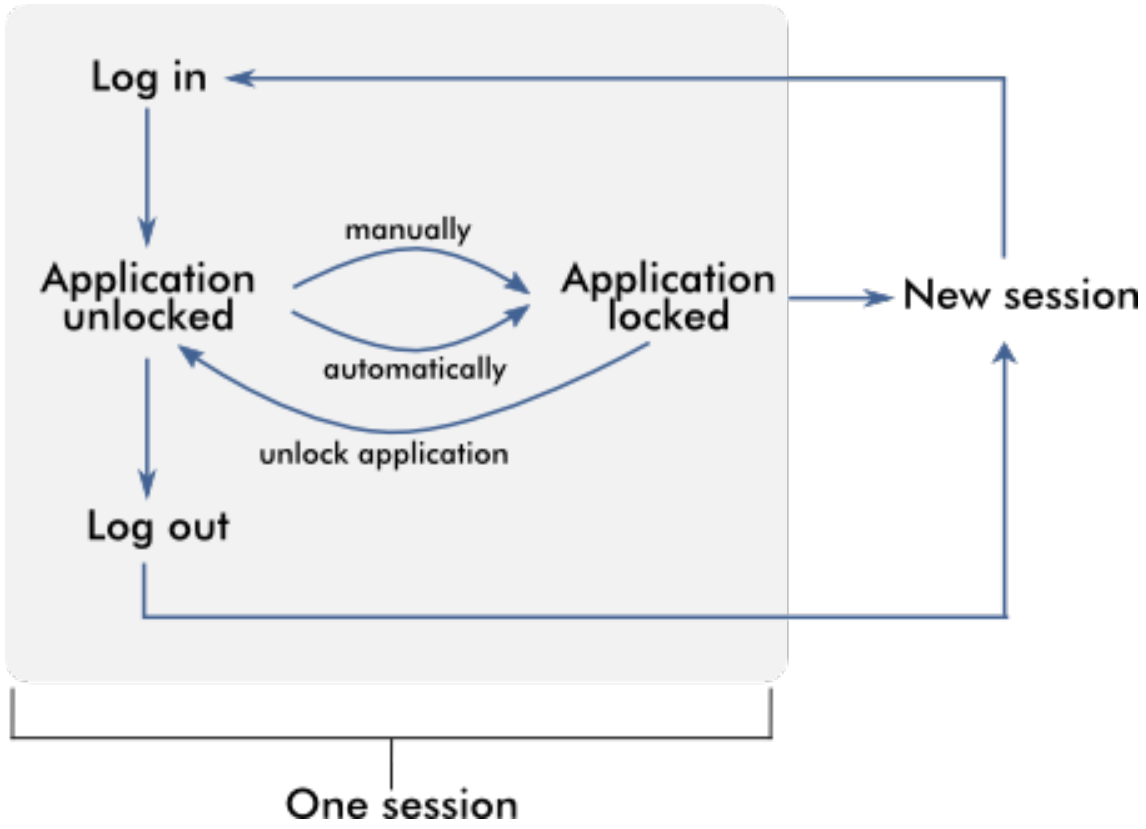 Log in
manually
Application
unlocked
Application
locked
New session
automatically
unlock application
Log out
One session